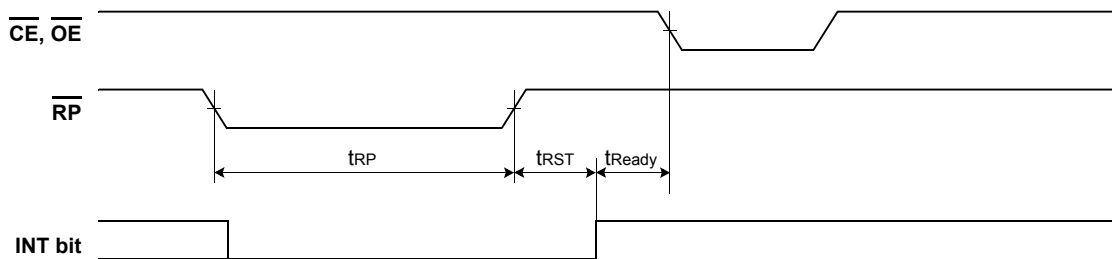 CE, OE
RP
tRP
tRST
tReady
INT bit